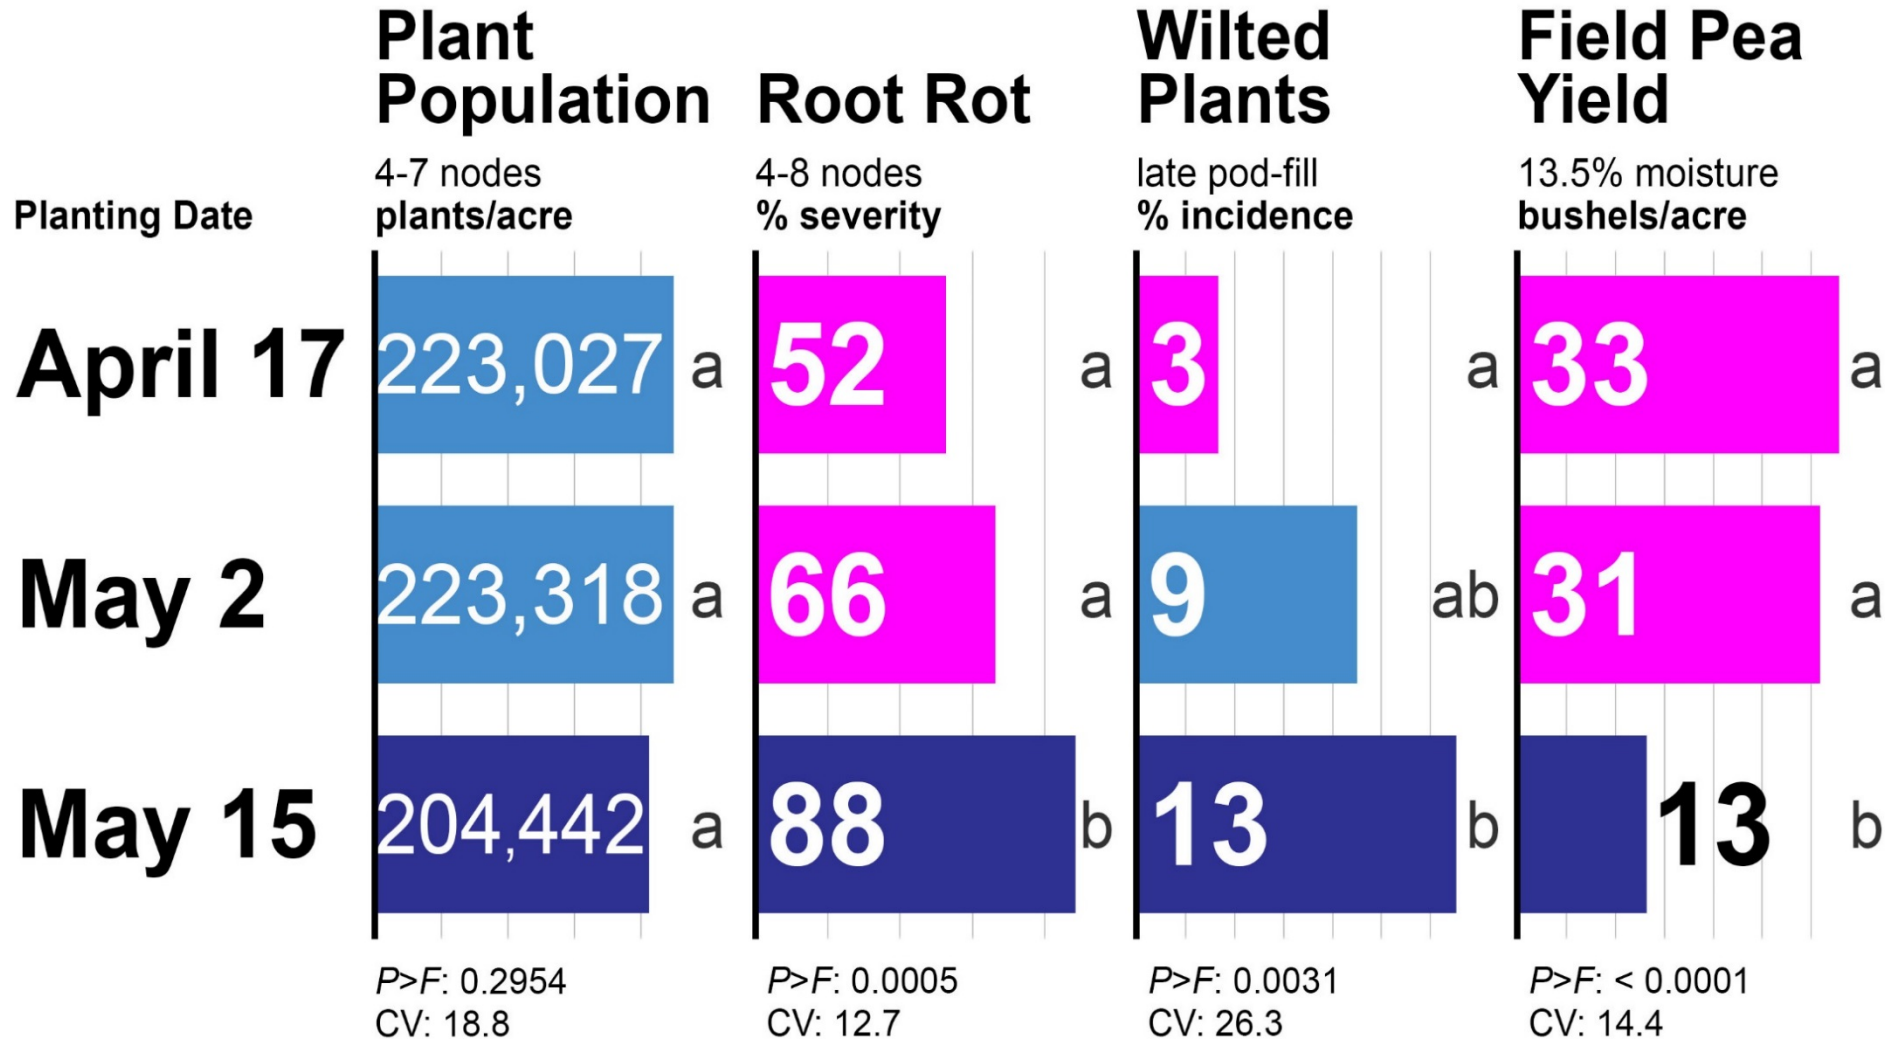 Plant
Population
Root Rot
Wilted
Plants
Field Pea
Yield
Planting Date
4-7 nodes
plants/acre
4-8 nodes
% severity
late pod-fill
% incidence
13.5% moisture
bushels/acre
April 17
223,027
a
52
a
3
a
33
a
May 2
223,318
a
66
a
9
ab
31
a
May 15
204,442
a
88
b
13
b
13
b
P>F: 0.2954
CV: 18.8
P>F: 0.0005
CV: 12.7
P>F: 0.0031
CV: 26.3
P>F: < 0.0001
CV: 14.4